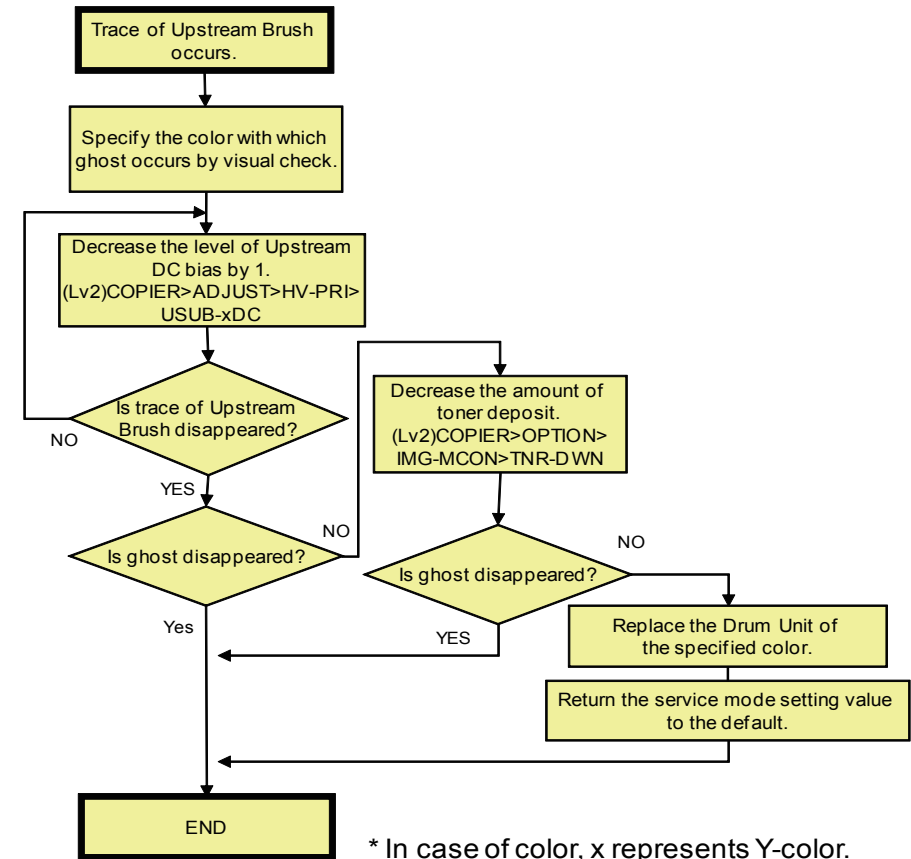 Trace of Upstream Brush
occurs.
Specify the color with which
ghost occurs by visual check.
Decrease the level of Upstream
DC bias by 1.
(Lv2)COPIER>ADJUST>HV-PRI>
USUB-xDC
Is trace of Upstream
Brush disappeared?
NO
YES
Is ghost disappeared?
NO
Yes
Decrease the amount of
toner deposit.
(Lv2)COPIER>OPTION>
IMG-MCON>TNR-DWN
Is ghost disappeared?
NO
YES
Replace the Drum Unit of
the specified color.
Return the service mode setting value
to the default.
END
* In case of color, x represents Y-color.